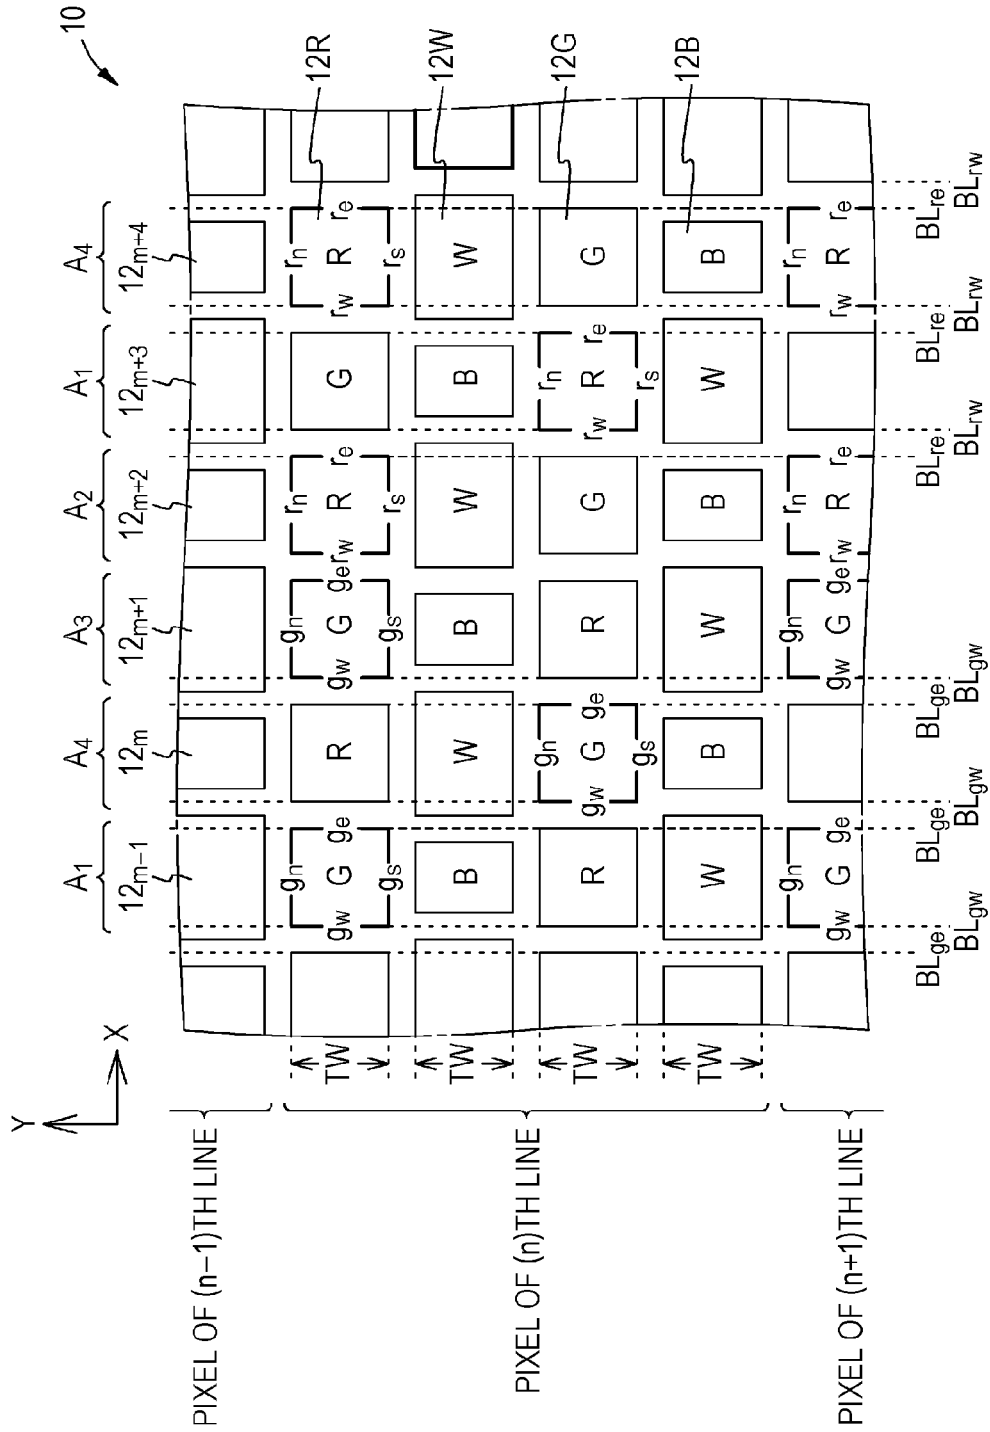 10
Y
X
A1 A4 A3 A2 A1 A4
12m−1 12m 12m+1 12m+2 12m+3 12m+4
PIXEL OF (n−1)TH LINE
gn gn rn rn
TW gw G ge R gw G ge rw R re G rw R re 12R
gs gs rs rs
TW B W B W B W 12W
PIXEL OF (n)TH LINE
gn rn
TW R gw G ge R G rw R re G 12G
gs rs
TW W B W B W B 12B
PIXEL OF (n+1)TH LINE
gn gn rn rn
gw G ge gw G ge rw R re rw R re
BLge BLge BLge BLre BLre BLre
BLgw BLgw BLgw BLrw BLrw BLrw